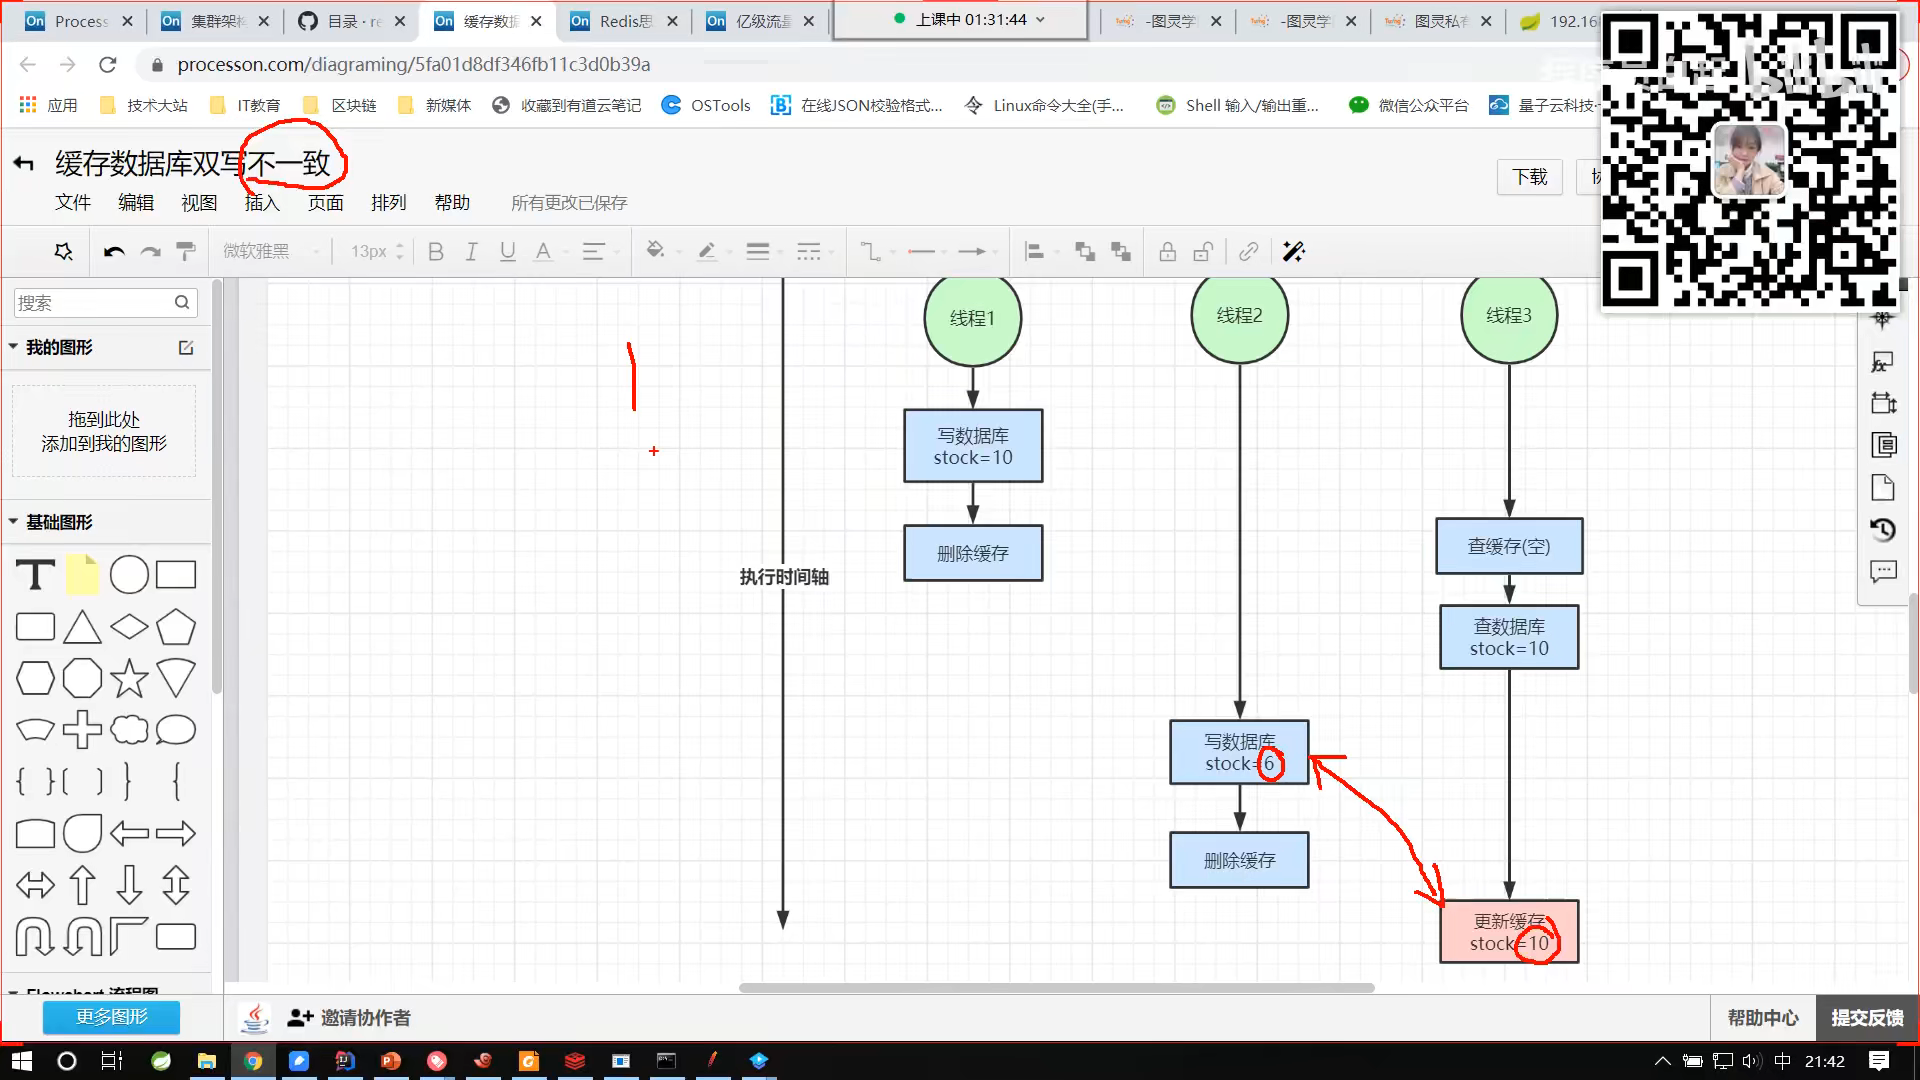 Process
集群架构
目录 · re
缓存数据
Redis思
亿级流量
上课中 01:31:44
-图灵学
-图灵学
图灵私有
192.16
processon.com/diagraming/5fa01d8df346fb11c3d0b39a
应用
技术大站
IT教育
区块链
新媒体
收藏到有道云笔记
OSTools
在线JSON校验格式...
Linux命令大全(手...
Shell 输入/输出重...
微信公众平台
量子云科技·
缓存数据库双写不一致
下载
文件
编辑
视图
插入
页面
排列
帮助
所有更改已保存
微软雅黑
13px
搜索
我的图形
拖到此处
添加到我的图形
基础图形
Flowchart 流程图
更多图形
线程1
线程2
线程3
写数据库
stock=10
删除缓存
执行时间轴
查缓存(空)
查数据库
stock=10
写数据库
stock=6
删除缓存
更新缓存
stock=10
邀请协作者
帮助中心
提交反馈
中
21:42